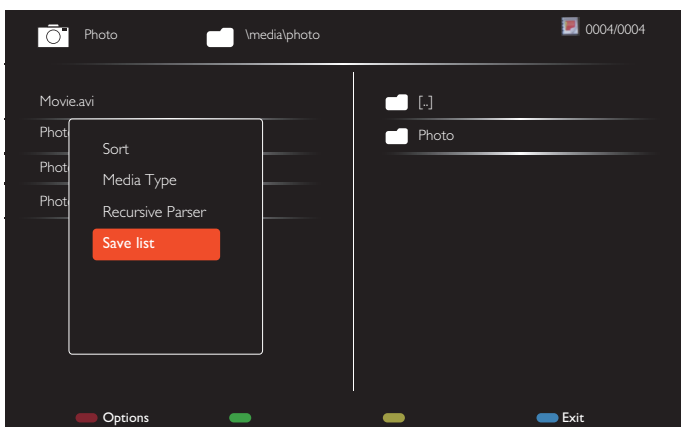 Photo
\media\photo
0004/0004
Movie.avi
Phot
Phot
Phot
Sort
Media Type
Recursive Parser
Save list
[..]
Photo
Options
Exit